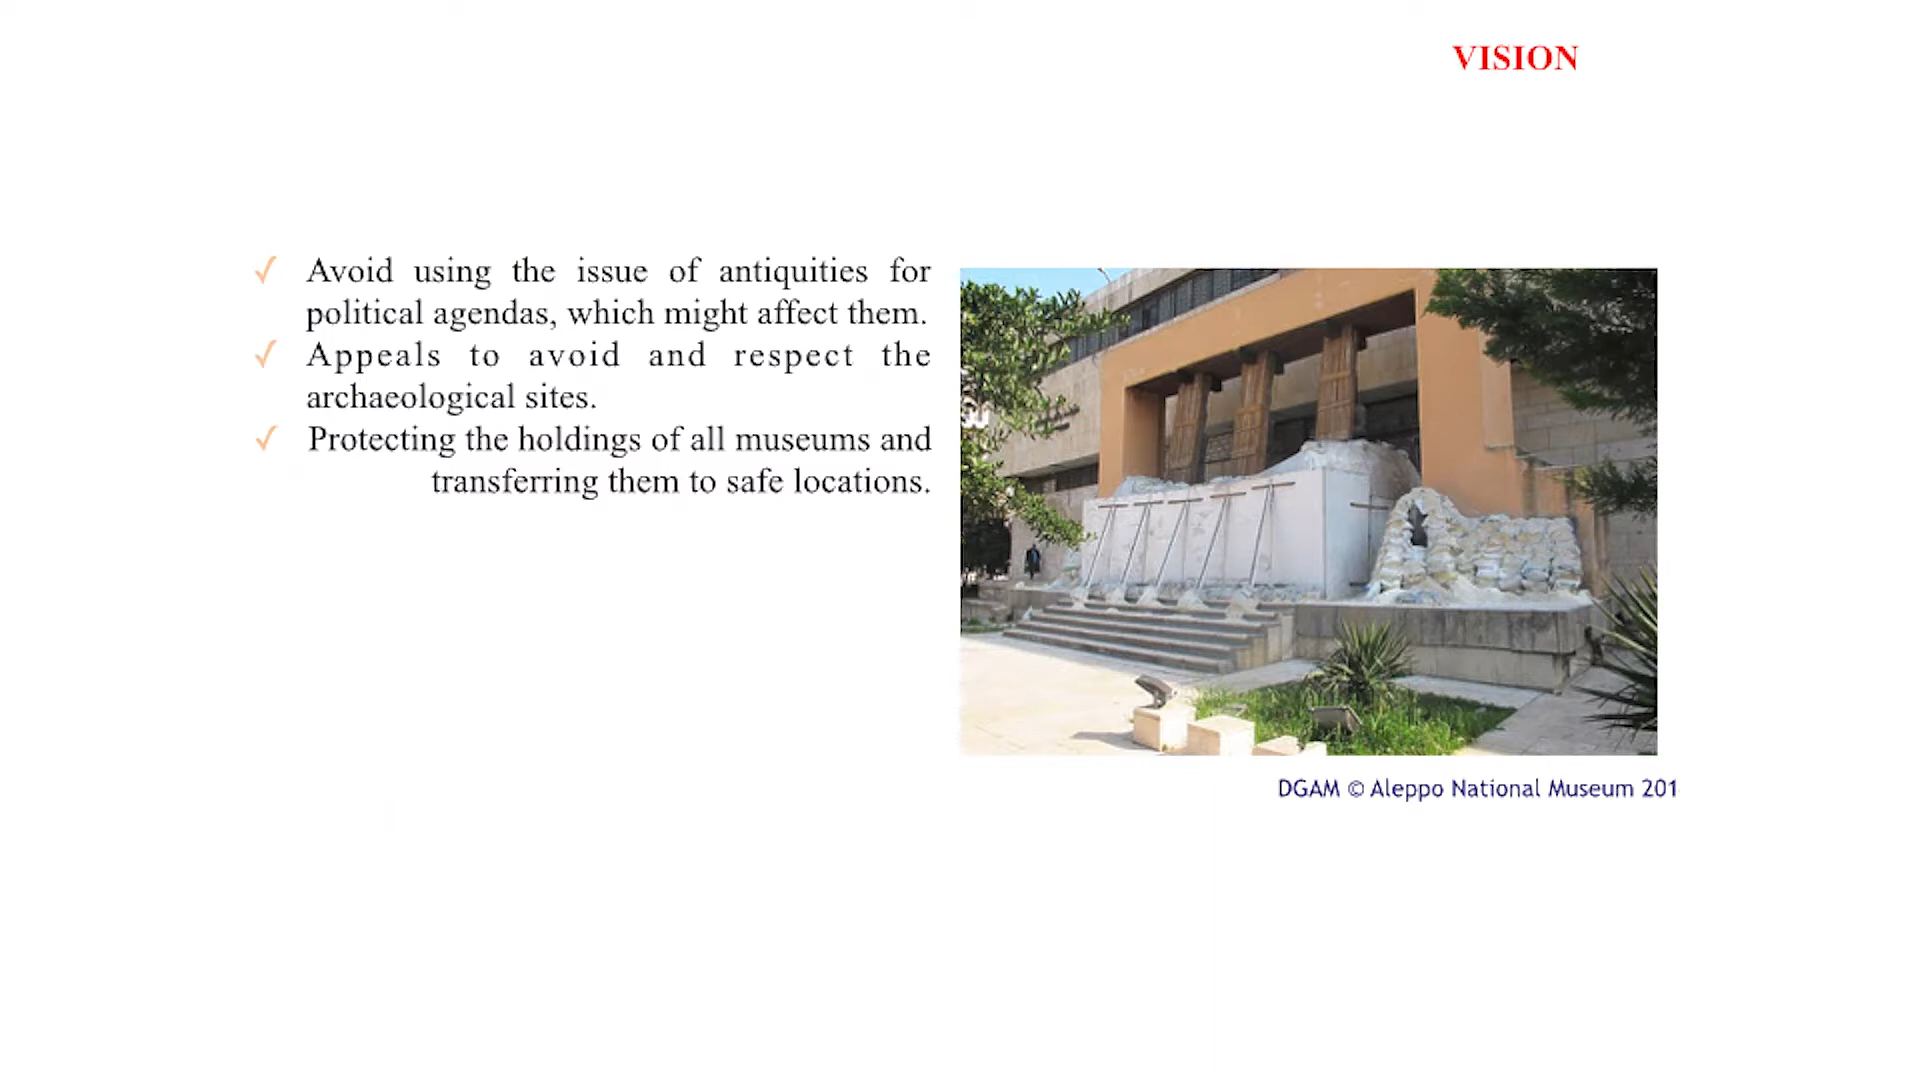 VISION
✓ Avoid using the issue of antiquities for
political agendas, which might affect them.
✓ Appeals to avoid and respect the
archaeological sites.
✓ Protecting the holdings of all museums and
transferring them to safe locations.
DGAM © Aleppo National Museum 201